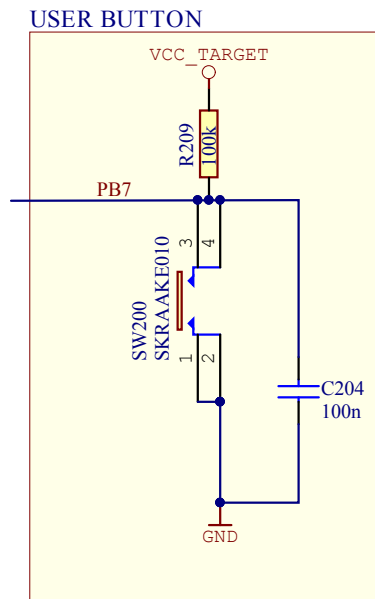 USER BUTTON
VCC_TARGET
R209
100k
PB7
3
4
SW200
SKRAAKE010
1
2
C204
100n
GND